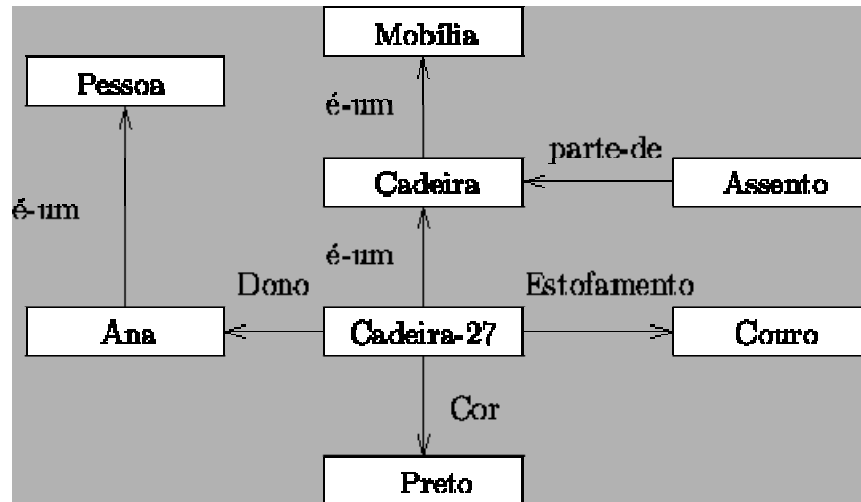 Mobília
Pessoa
é-um
parte-de
Cadeira
Assento
é-um
é-um
Dono
Estofamento
Ana
Cadeira-27
Couro
Cor
Preto